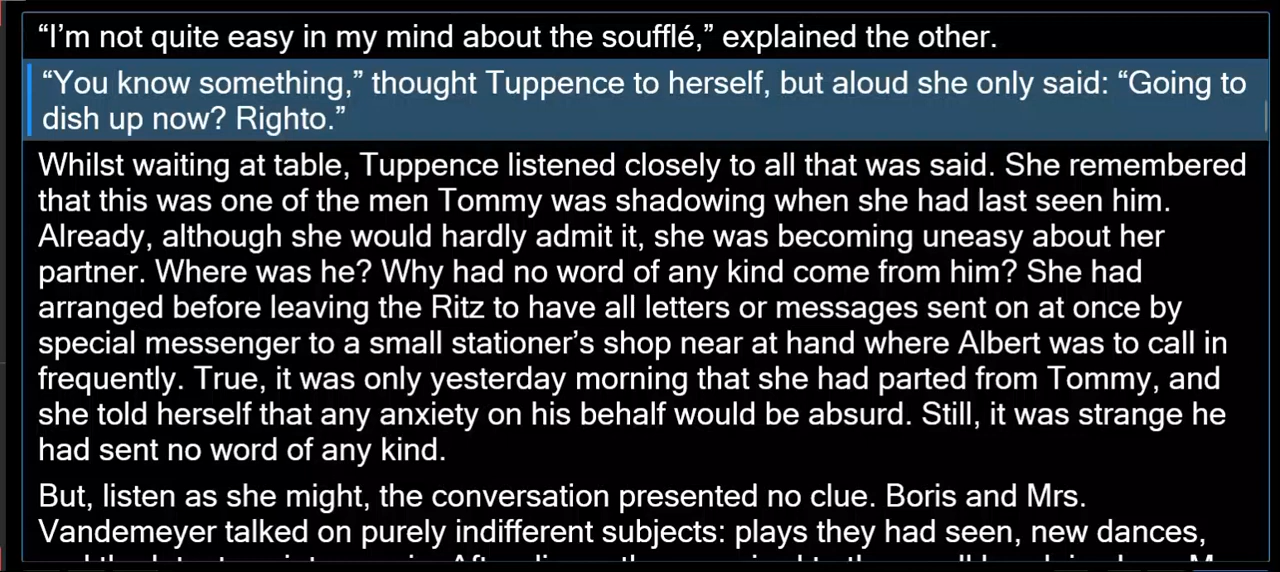 “I’m not quite easy in my mind about the soufflé,” explained the other.
“You know something,” thought Tuppence to herself, but aloud she only said: “Going to
dish up now? Righto.”
Whilst waiting at table, Tuppence listened closely to all that was said. She remembered
that this was one of the men Tommy was shadowing when she had last seen him.
Already, although she would hardly admit it, she was becoming uneasy about her
partner. Where was he? Why had no word of any kind come from him? She had
arranged before leaving the Ritz to have all letters or messages sent on at once by
special messenger to a small stationer’s shop near at hand where Albert was to call in
frequently. True, it was only yesterday morning that she had parted from Tommy, and
she told herself that any anxiety on his behalf would be absurd. Still, it was strange he
had sent no word of any kind.
But, listen as she might, the conversation presented no clue. Boris and Mrs.
Vandemeyer talked on purely indifferent subjects: plays they had seen, new dances,